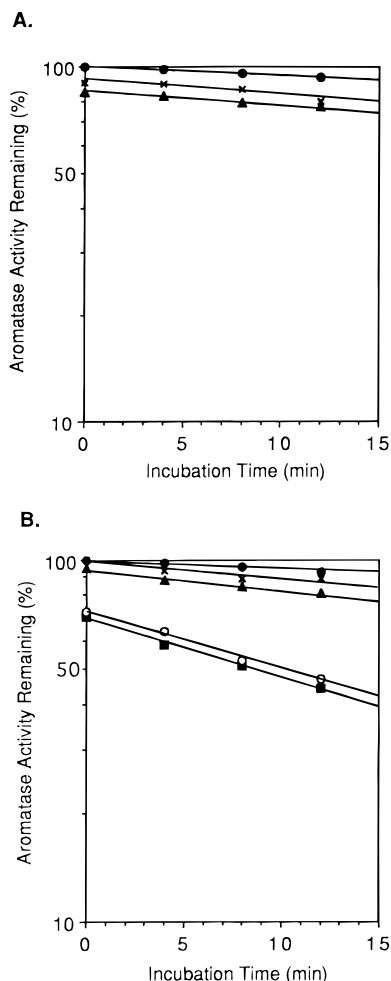 A.
100
50
10
Aromatase Activity Remaining (%)
0 5 10 15
Incubation Time (min)
B.
100
50
10
Aromatase Activity Remaining (%)
0 5 10 15
Incubation Time (min)